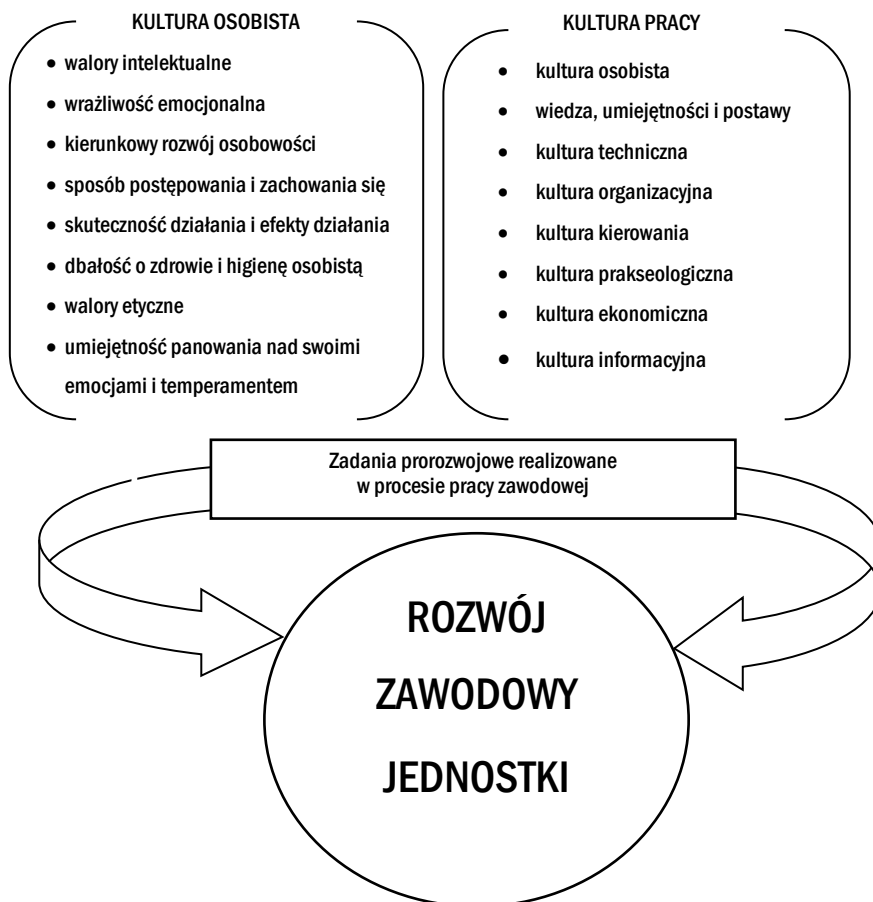 KULTURA OSOBISTA
• walory intelektualne
• wrażliwość emocjonalna
• kierunkowy rozwój osobowości
• sposób postępowania i zachowania się
• skuteczność działania i efekty działania
• dbałość o zdrowie i higienę osobistą
• walory etyczne
• umiejętność panowania nad swoimi
emocjami i temperamentem
KULTURA PRACY
• kultura osobista
• wiedza, umiejętności i postawy
• kultura techniczna
• kultura organizacyjna
• kultura kierowania
• kultura prakseologiczna
• kultura ekonomiczna
• kultura informacyjna
Zadania prorozwojowe realizowane
w procesie pracy zawodowej
ROZWÓJ
ZAWODOWY
JEDNOSTKI